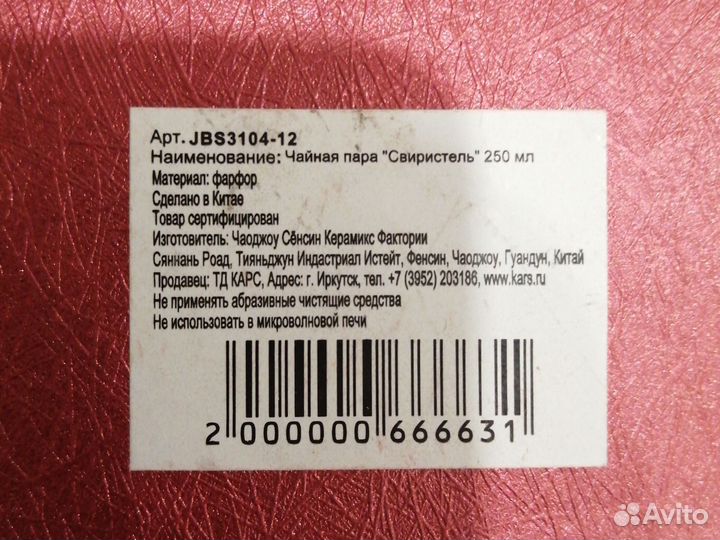 Арт. JBS3104-12
Наименование: Чайная пара "Свиристель" 250 мл
Материал: фарфор
Сделано в Китае
Товар сертифицирован
Изготовитель: Чаоджоу Сёнсин Керамикс Фактории
Сяннань Роад, Тияньджун Индастриал Истейт, Фенсин, Чаоджоу, Гуандун, Китай
Продавец: ТД КАРС, Адрес: г. Иркутск, тел. +7 (3952) 203186, www.kars.ru
Не применять абразивные чистящие средства
Не использовать в микроволновой печи
2 000000 666631
Avito